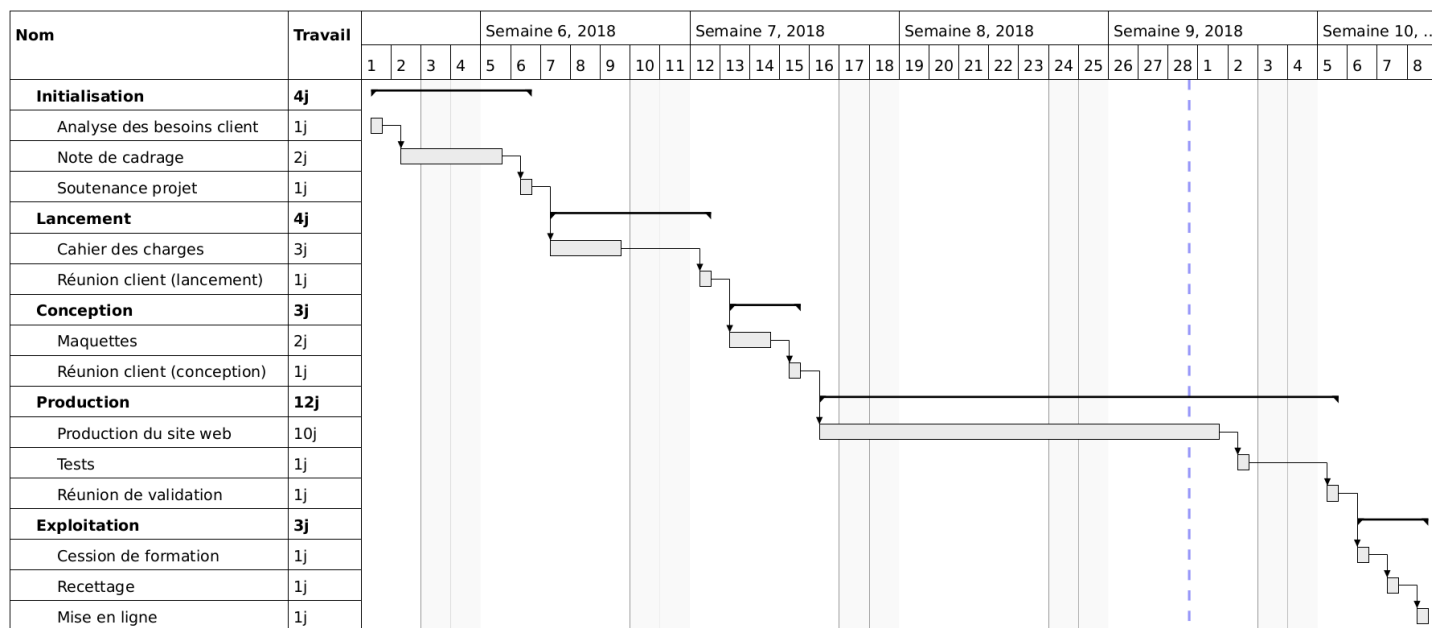 Nom Travail Semaine 6, 2018 Semaine 7, 2018 Semaine 8, 2018 Semaine 9, 2018 Semaine 10, ..
1 2 3 4 5 6 7 8 9 10 11 12 13 14 15 16 17 18 19 20 21 22 23 24 25 26 27 28 1 2 3 4 5 6 7 8
Initialisation 4j
Analyse des besoins client 1j
Note de cadrage 2j
Soutenance projet 1j
Lancement 4j
Cahier des charges 3j
Réunion client (lancement) 1j
Conception 3j
Maquettes 2j
Réunion client (conception) 1j
Production 12j
Production du site web 10j
Tests 1j
Réunion de validation 1j
Exploitation 3j
Cession de formation 1j
Recettage 1j
Mise en ligne 1j